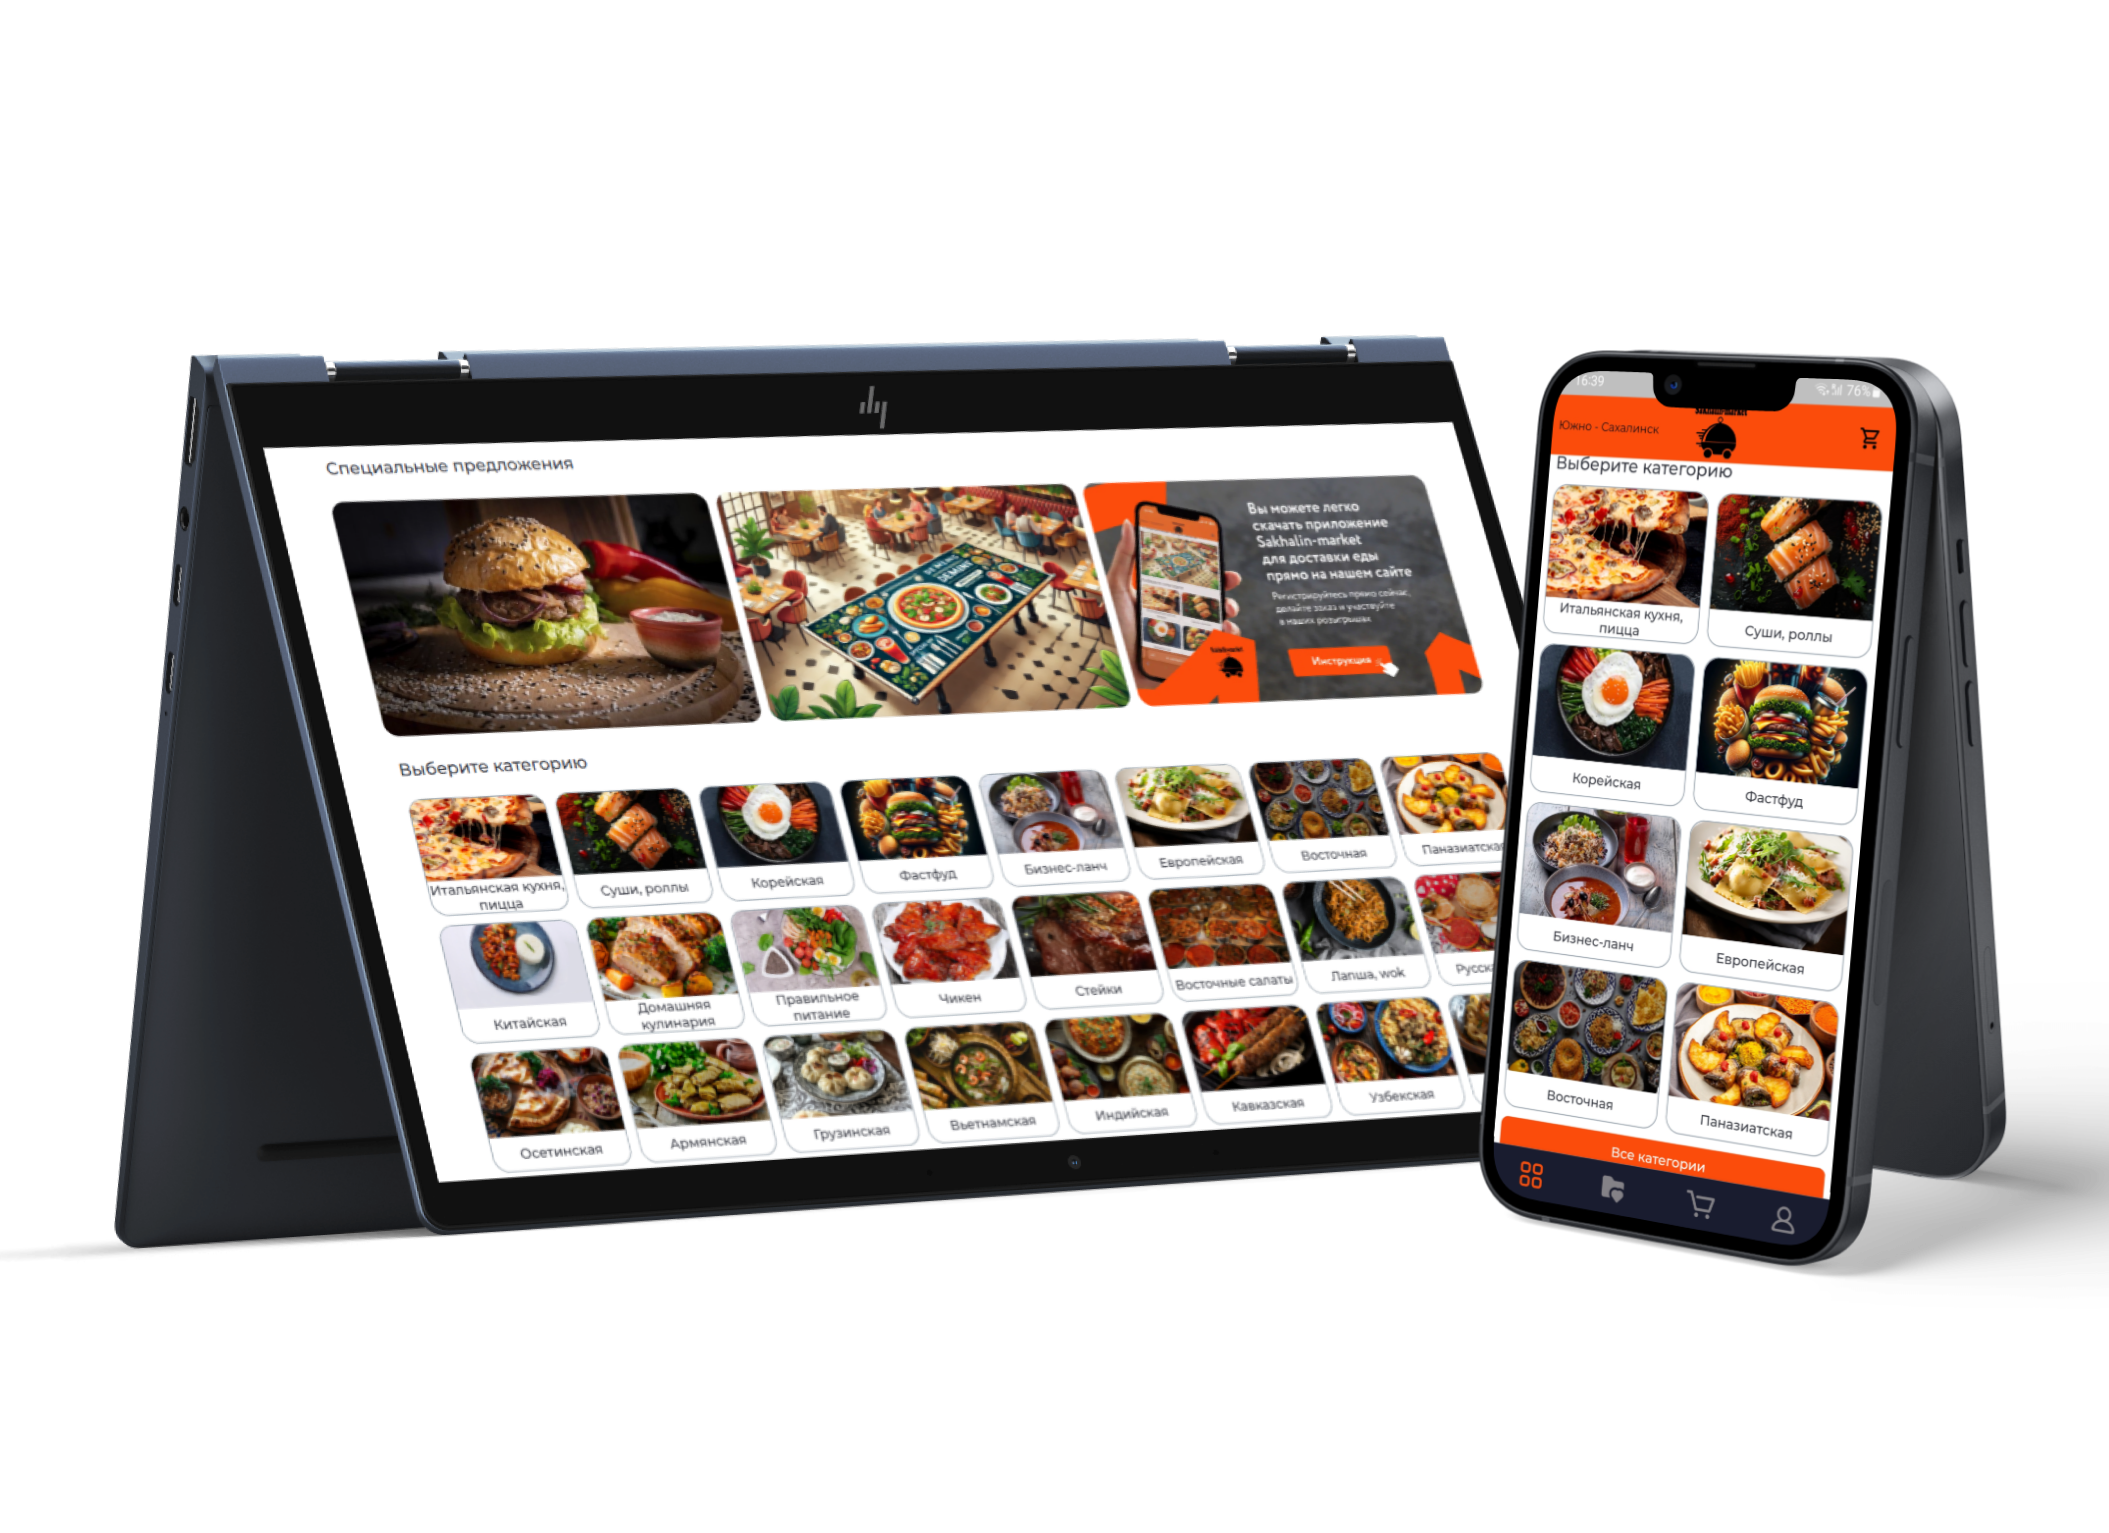 Специальные предложения
DEMINI
Вы можете легко
скачать приложение
Sakhalin-market
для доставки еды
прямо на нашем сайте
Регистрируйтесь прямо сейчас,
делайте заказ и участвуйте
в наших розыгрышах
Инструкция
Выберите категорию
Итальянская кухня,
пицца
Суши, роллы
Корейская
Фастфуд
Бизнес-ланч
Европейская
Восточная
Паназиатская
Китайская
Домашняя
кулинария
Правильное
питание
Чикен
Стейки
Восточные салаты
Лапша, wok
Русск
Осетинская
Армянская
Грузинская
Вьетнамская
Индийская
Кавказская
Узбекская
16:39
76%
Южно - Сахалинск
Выберите категорию
Итальянская кухня,
пицца
Суши, роллы
Корейская
Фастфуд
Бизнес-ланч
Европейская
Восточная
Паназиатская
Все категории